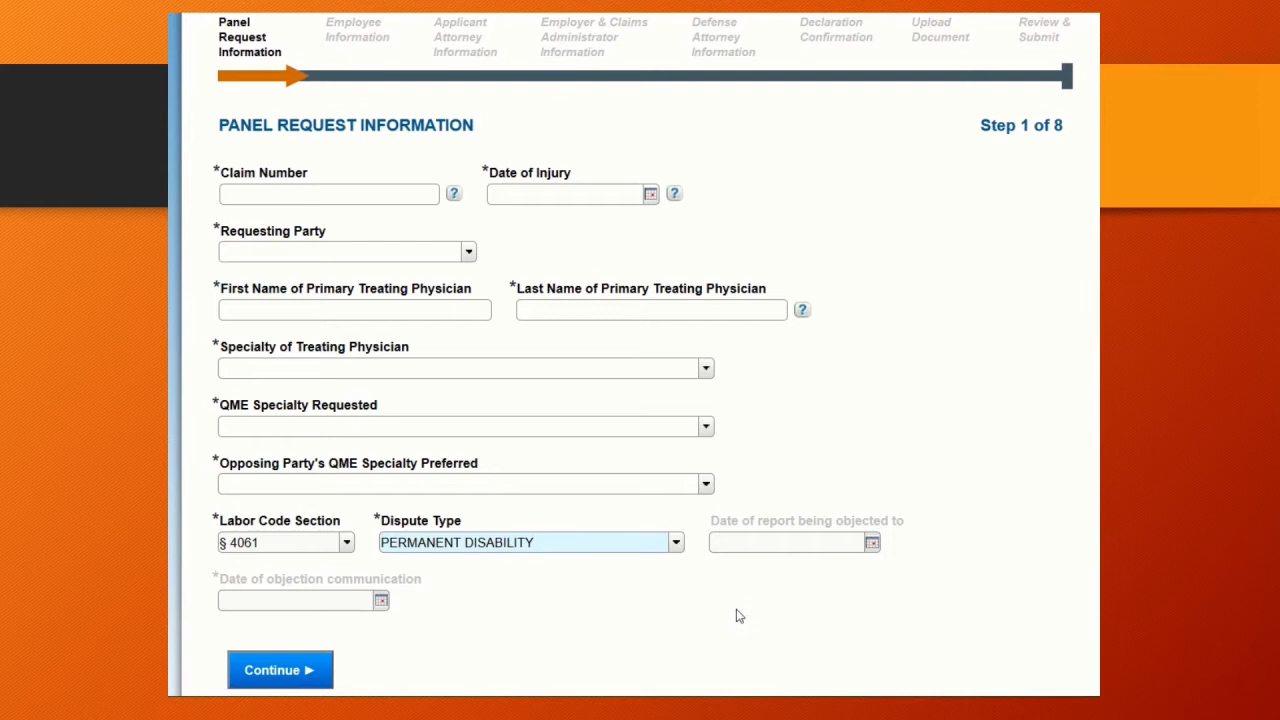 Panel Request Information
Employee Information
Applicant Attorney Information
Employer & Claims Administrator Information
Defense Attorney Information
Declaration Confirmation
Upload Document
Review & Submit
PANEL REQUEST INFORMATION
Step 1 of 8
*Claim Number
?
*Date of Injury
?
*Requesting Party
*First Name of Primary Treating Physician
*Last Name of Primary Treating Physician
?
*Specialty of Treating Physician
*QME Specialty Requested
*Opposing Party's QME Specialty Preferred
*Labor Code Section
*Dispute Type
Date of report being objected to
§ 4061
PERMANENT DISABILITY
*Date of objection communication
Continue ►